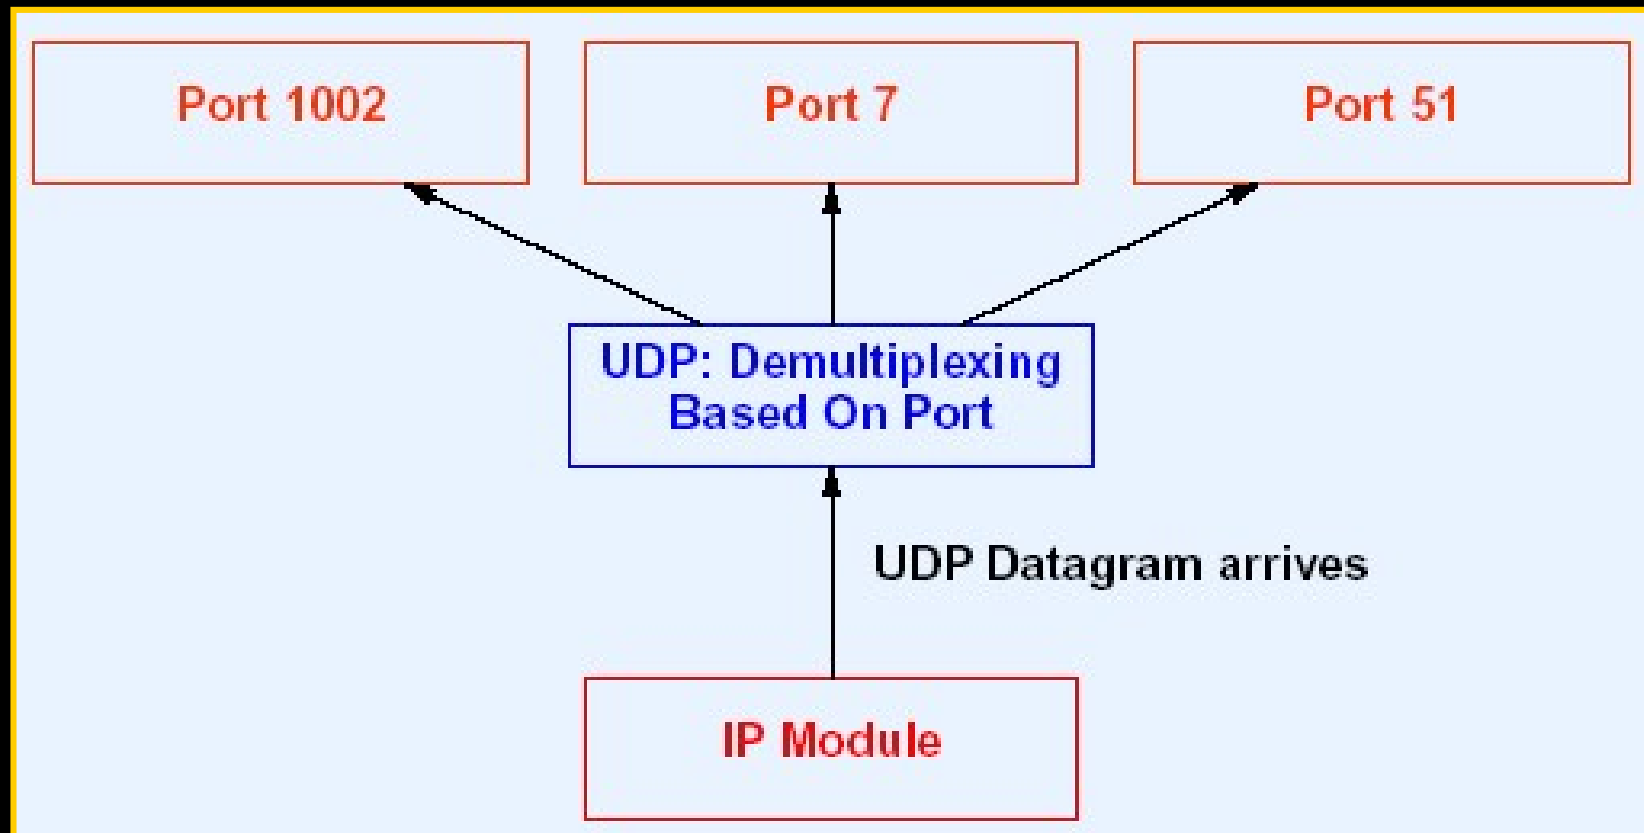 Port 1002
Port 7
Port 51
UDP: Demultiplexing
Based On Port
UDP Datagram arrives
IP Module